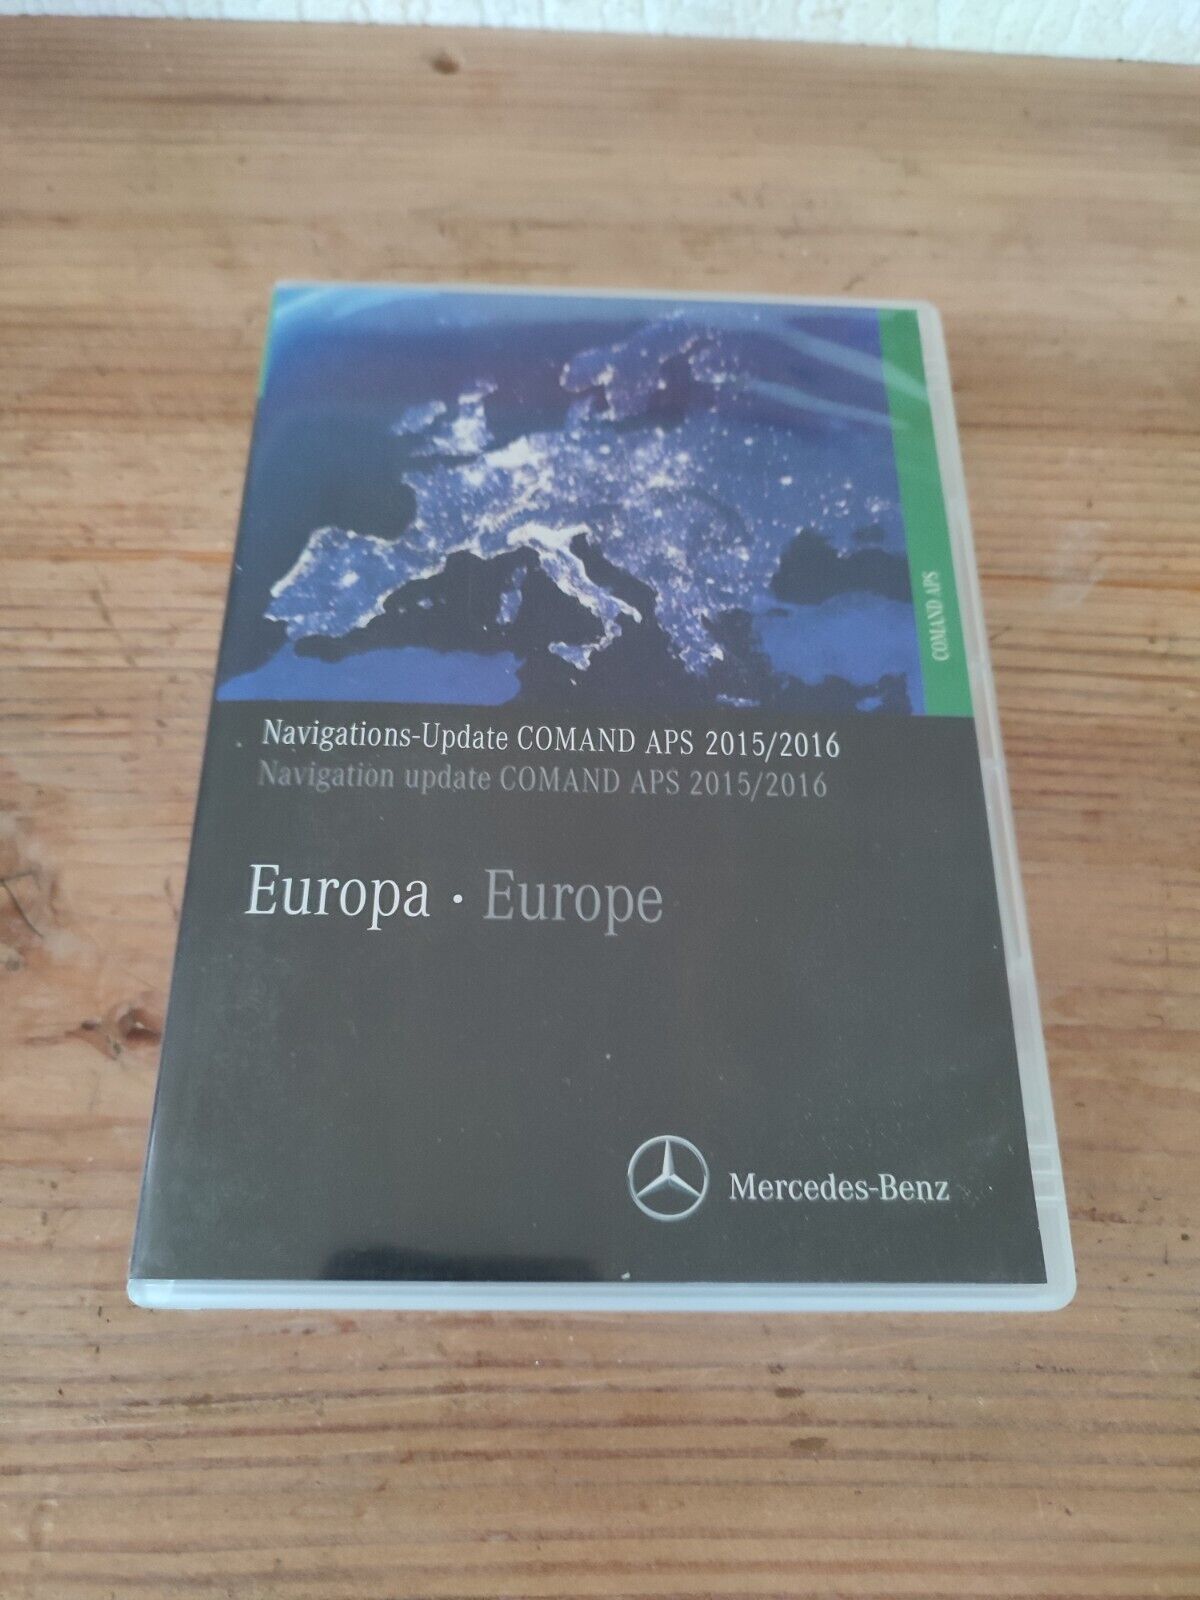 COMAND APS
Navigations-Update COMAND APS 2015/2016
Navigation update COMAND APS 2015/2016
Europa · Europe
Mercedes-Benz